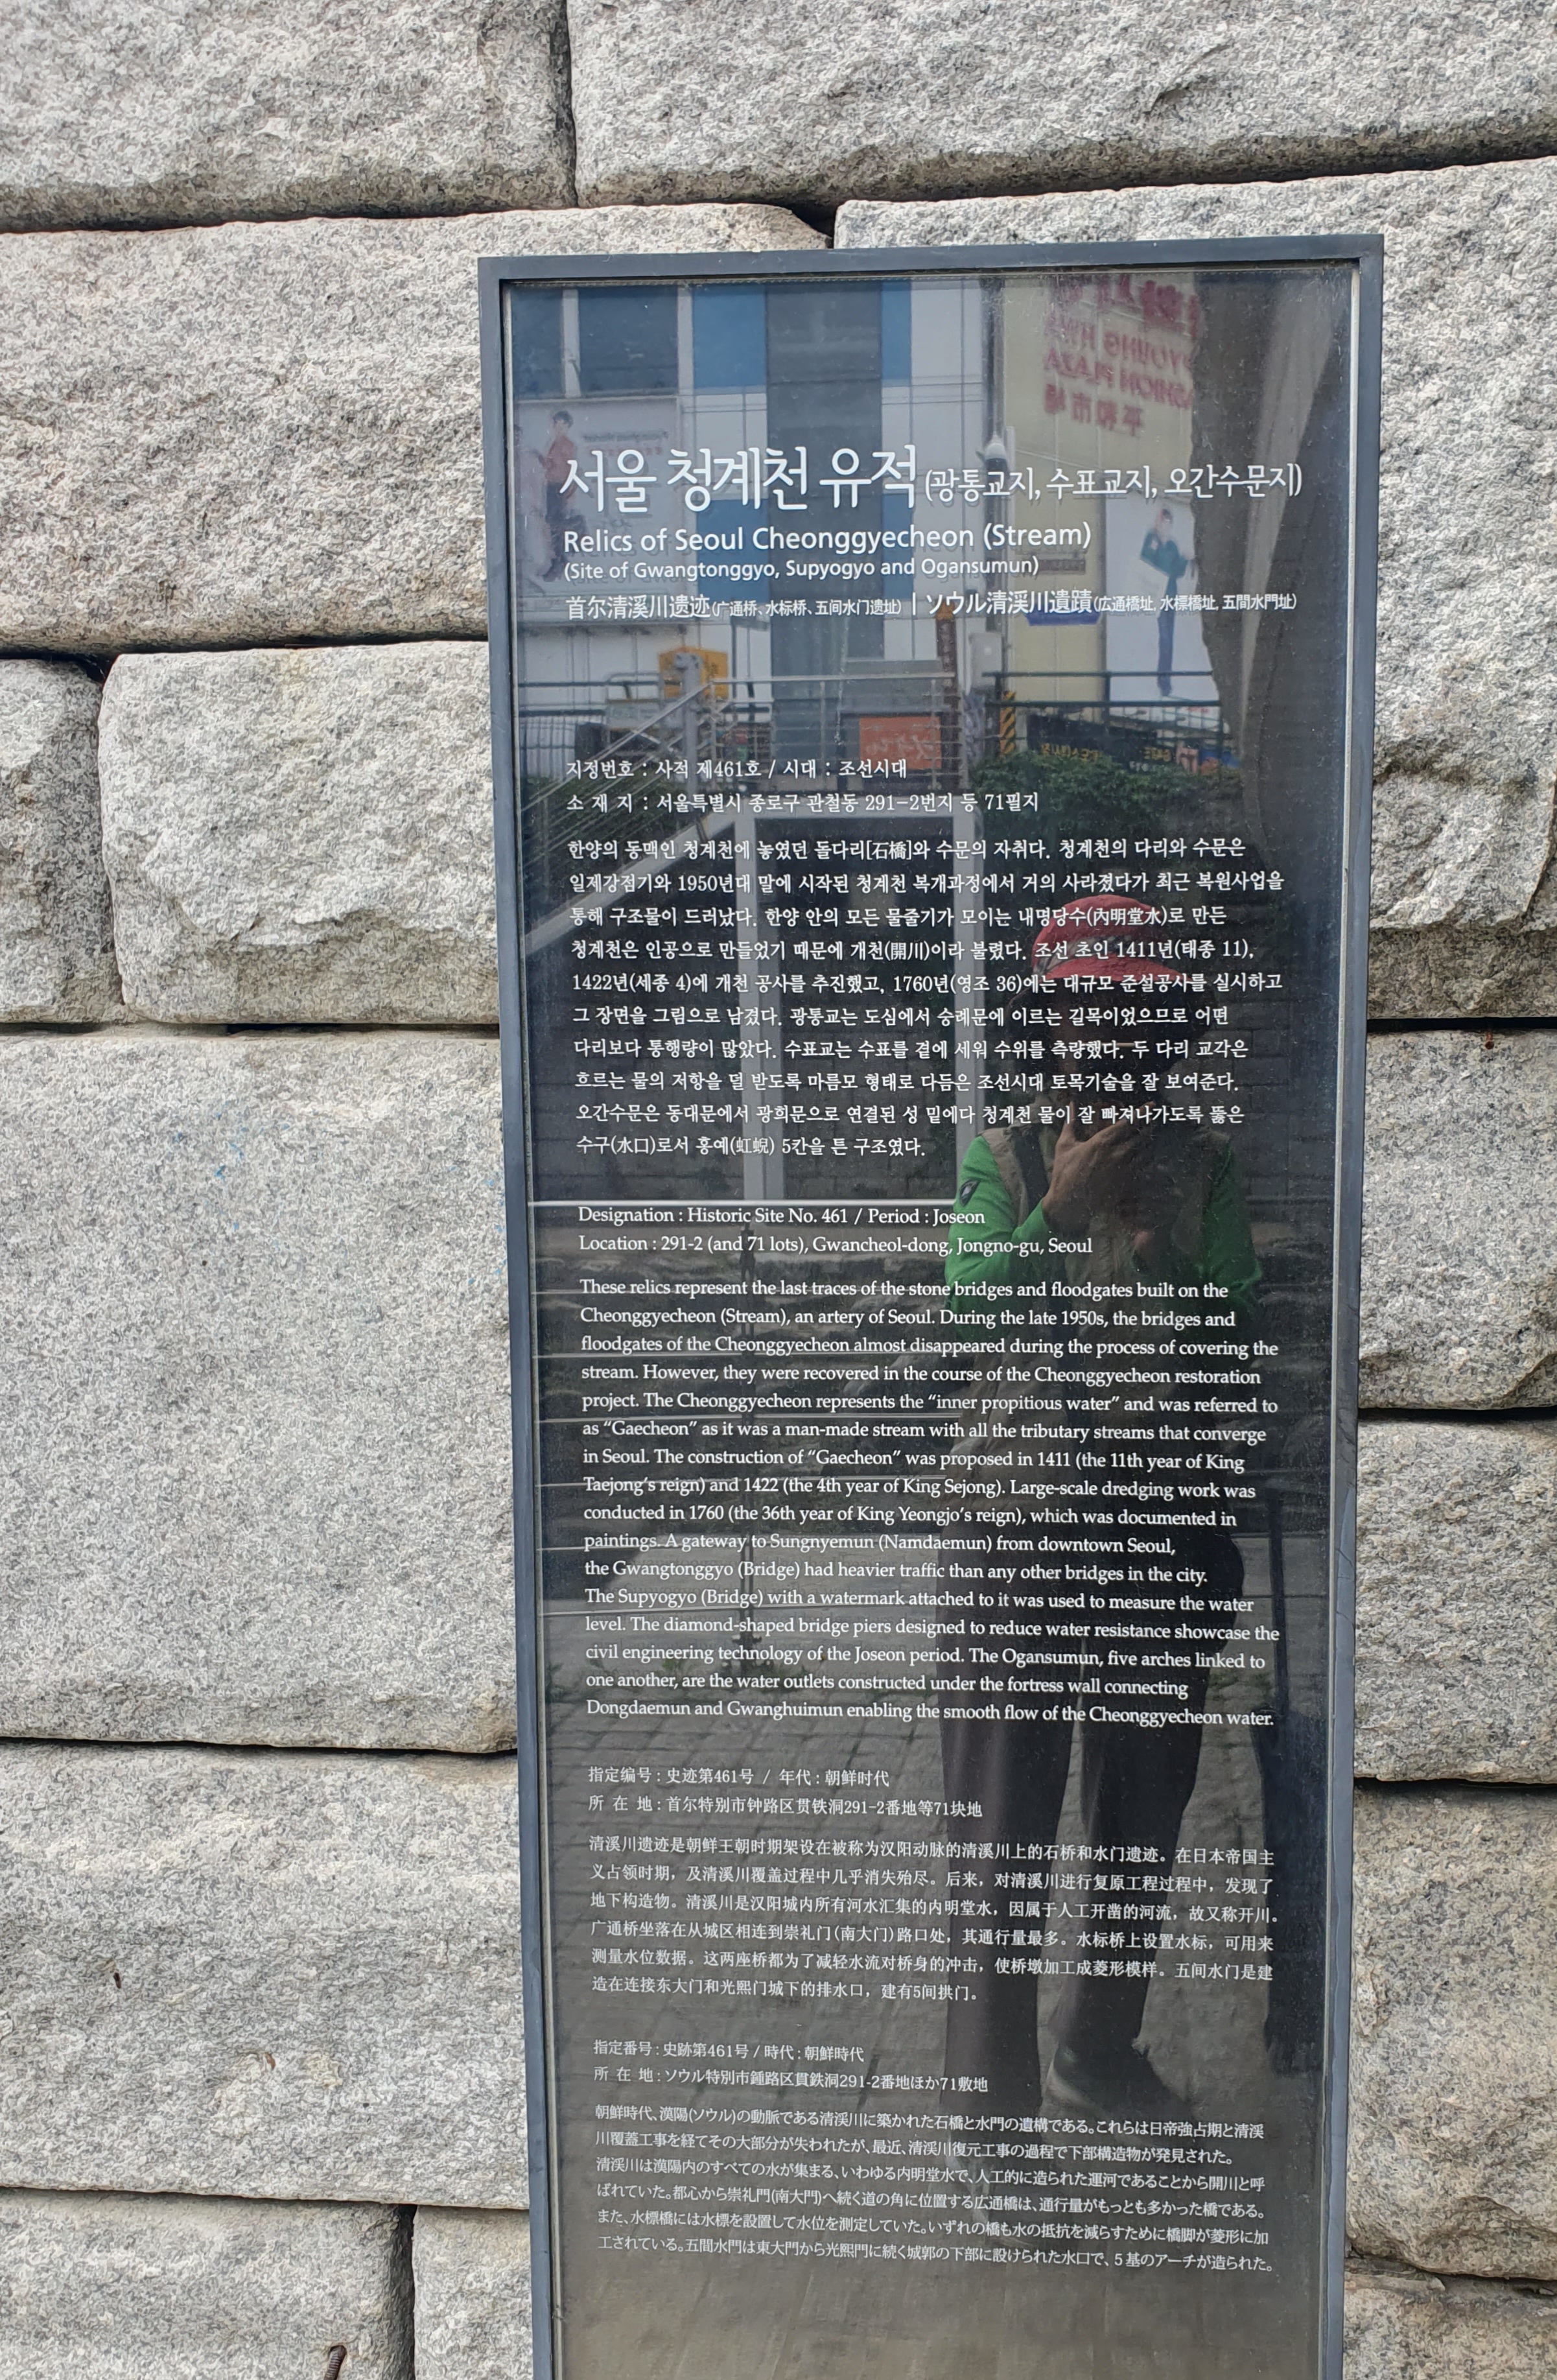 서울 청계천 유적 (광통교지, 수표교지, 오간수문지)
Relics of Seoul Cheonggyecheon (Stream)
(Site of Gwangtonggyo, Supyogyo and Ogansumun)
首尔清溪川遗迹(广通桥、水标桥、五间水门遗址) | ソウル清渓川遺蹟(広通橋址, 水標橋址, 五間水門址)
지정번호 : 사적 제461호 / 시대 : 조선시대
소 재 지 : 서울특별시 종로구 관철동 291-2번지 등 71필지
한양의 동맥인 청계천에 놓였던 돌다리[石橋]와 수문의 자취다. 청계천의 다리와 수문은
일제강점기와 1950년대 말에 시작된 청계천 복개과정에서 거의 사라졌다가 최근 복원사업을
통해 구조물이 드러났다. 한양 안의 모든 물줄기가 모이는 내명당수(內明堂水)로 만든
청계천은 인공으로 만들었기 때문에 개천(開川)이라 불렸다. 조선 초인 1411년(태종 11),
1422년(세종 4)에 개천 공사를 추진했고, 1760년(영조 36)에는 대규모 준설공사를 실시하고
그 장면을 그림으로 남겼다. 광통교는 도심에서 숭례문에 이르는 길목이었으므로 어떤
다리보다 통행량이 많았다. 수표교는 수표를 곁에 세워 수위를 측량했다. 두 다리 교각은
흐르는 물의 저항을 덜 받도록 마름모 형태로 다듬은 조선시대 토목기술을 잘 보여준다.
오간수문은 동대문에서 광희문으로 연결된 성 밑에다 청계천 물이 잘 빠져나가도록 뚫은
수구(水口)로서 홍예(虹蜺) 5칸을 튼 구조였다.
Designation : Historic Site No. 461 / Period : Joseon
Location : 291-2 (and 71 lots), Gwancheol-dong, Jongno-gu, Seoul
These relics represent the last traces of the stone bridges and floodgates built on the
Cheonggyecheon (Stream), an artery of Seoul. During the late 1950s, the bridges and
floodgates of the Cheonggyecheon almost disappeared during the process of covering the
stream. However, they were recovered in the course of the Cheonggyecheon restoration
project. The Cheonggyecheon represents the “inner propitious water” and was referred to
as “Gaecheon” as it was a man-made stream with all the tributary streams that converge
in Seoul. The construction of “Gaecheon” was proposed in 1411 (the 11th year of King
Taejong’s reign) and 1422 (the 4th year of King Sejong). Large-scale dredging work was
conducted in 1760 (the 36th year of King Yeongjo’s reign), which was documented in
paintings. A gateway to Sungnyemun (Namdaemun) from downtown Seoul,
the Gwangtonggyo (Bridge) had heavier traffic than any other bridges in the city.
The Supyogyo (Bridge) with a watermark attached to it was used to measure the water
level. The diamond-shaped bridge piers designed to reduce water resistance showcase the
civil engineering technology of the Joseon period. The Ogansumun, five arches linked to
one another, are the water outlets constructed under the fortress wall connecting
Dongdaemun and Gwanghuimun enabling the smooth flow of the Cheonggyecheon water.
指定编号 : 史迹第461号 / 年代 : 朝鲜时代
所 在 地 : 首尔特别市钟路区贯铁洞291-2番地等71块地
清溪川遗迹是朝鲜王朝时期架设在被称为汉阳动脉的清溪川上的石桥和水门遗迹。在日本帝国主
义占领时期，及清溪川覆盖过程中几乎消失殆尽。后来，对清溪川进行复原工程过程中，发现了
地下构造物。清溪川是汉阳城内所有河水汇集的内明堂水，因属于人工开凿的河流，故又称开川。
广通桥坐落在从城区相连到崇礼门(南大门)路口处，其通行量最多。水标桥上设置水标，可用来
测量水位数据。这两座桥都为了减轻水流对桥身的冲击，使桥墩加工成菱形模样。五间水门是建
造在连接东大门和光熙门城下的排水口，建有5间拱门。
指定番号 : 史跡第461号 / 時代 : 朝鮮時代
所 在 地 : ソウル特別市鍾路区貫鉄洞291-2番地ほか71敷地
朝鮮時代、漢陽(ソウル)の動脈である清渓川に築かれた石橋と水門の遺構である。これらは日帝強占期と清渓
川覆蓋工事を経てその大部分が失われたが、最近、清渓川復元工事の過程で下部構造物が発見された。
清渓川は漢陽内のすべての水が集まる、いわゆる内明堂水で、人工的に造られた運河であることから開川と呼
ばれていた。都心から崇礼門(南大門)へ続く道の角に位置する広通橋は、通行量がもっとも多かった橋である。
また、水標橋には水標を設置して水位を測定していた。いずれの橋も水の抵抗を減らすために橋脚が菱形に加
工されている。五間水門は東大門から光熙門に続く城郭の下部に設けられた水口で、5基のアーチが造られた。